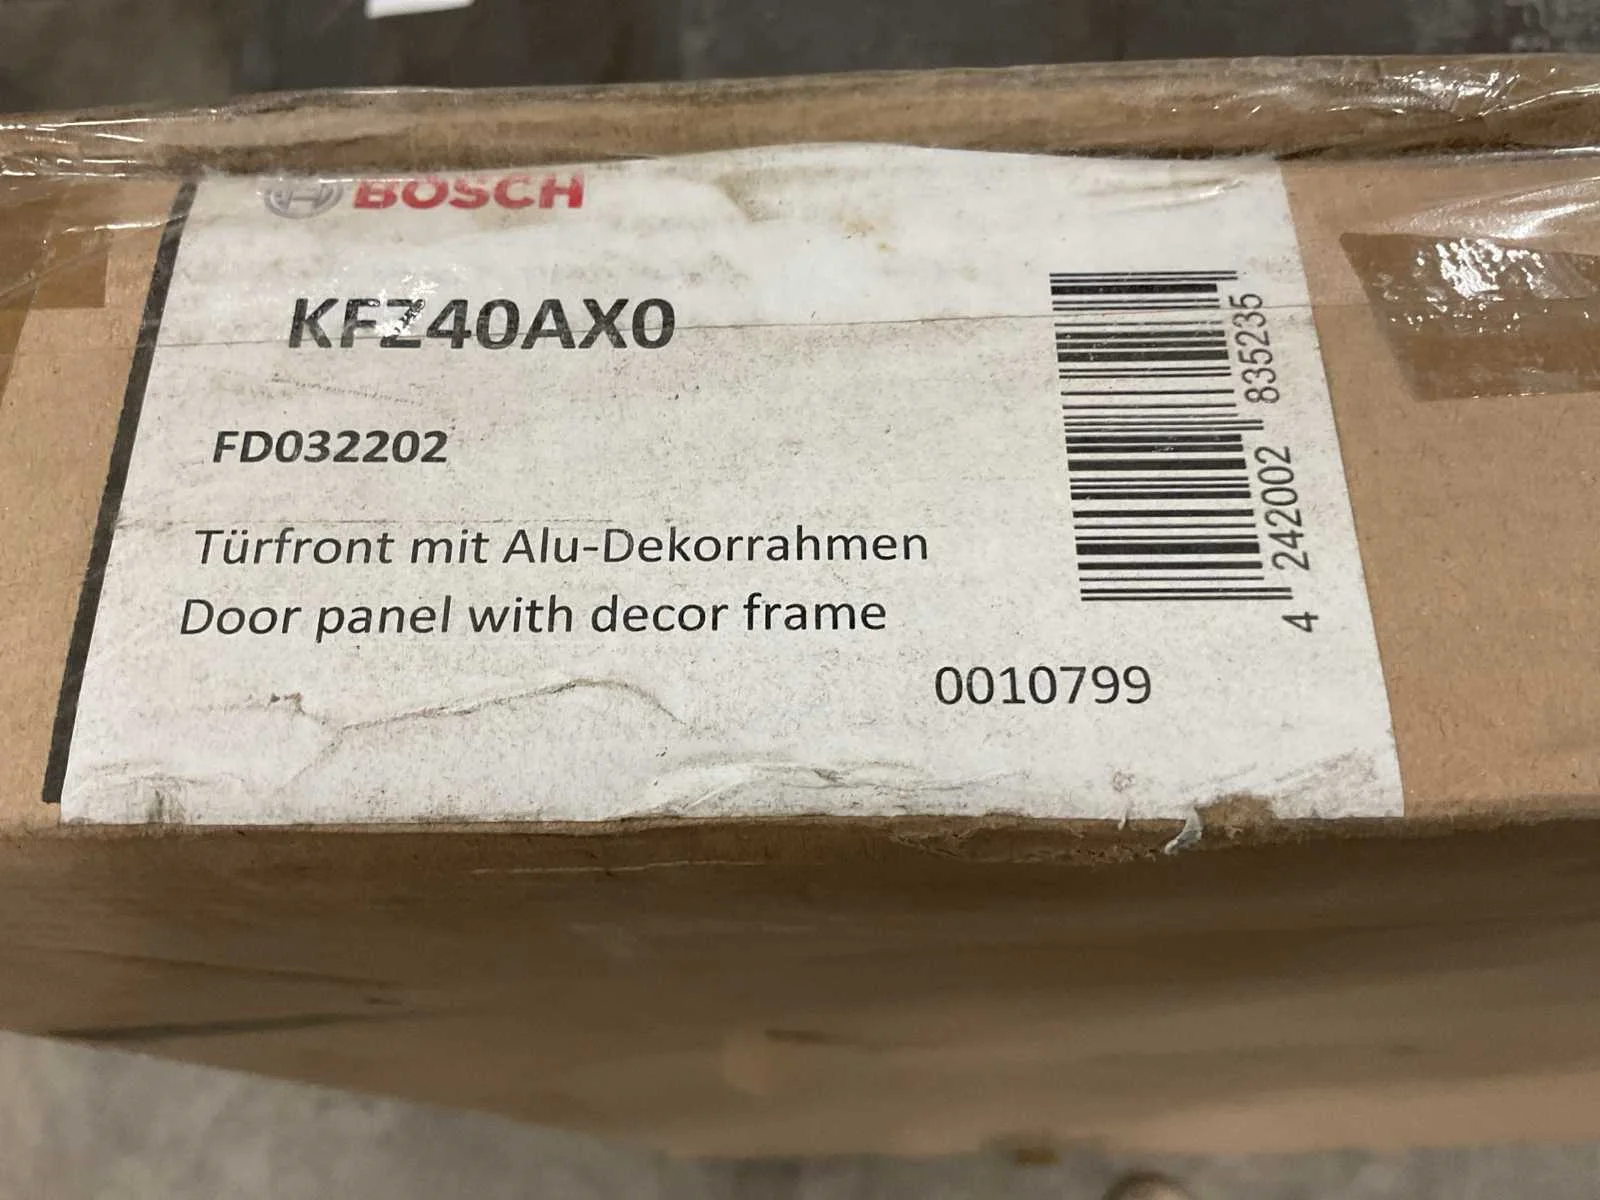 BOSCH
KFZ40AX0
FD032202
Türfront mit Alu-Dekorrahmen
Door panel with decor frame
0010799
4 242002 835235